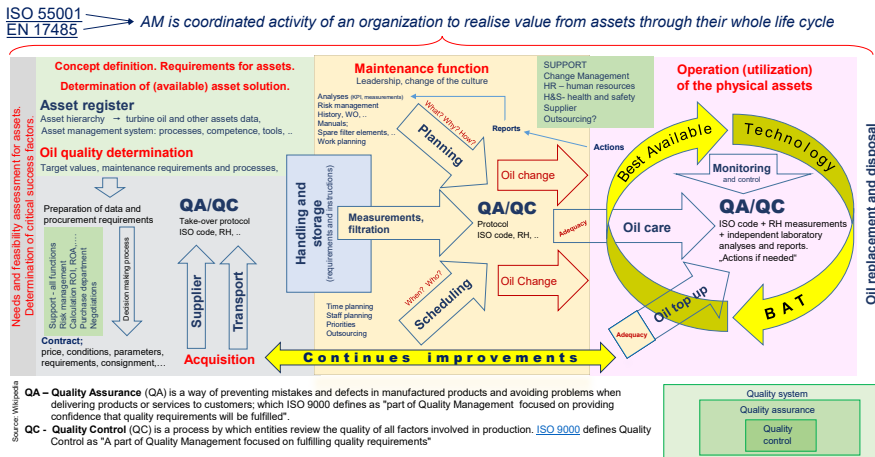 ISO 55001
EN 17485
AM is coordinated activity of an organization to realise value from assets through their whole life cycle
Needs and feasibility assessment for assets.
Determination of critical success factors.
Concept definition. Requirements for assets.
Determination of (available) asset solution.
Asset register
Asset hierarchy → turbine oil and other assets data,
Asset management system: processes, competence, tools, ..
Oil quality determination
Target values, maintenance requirements and processes,
Preparation of data and
procurement requirements
Support - all functions
Risk management
Calculation ROI, ROA,....
Purchase department
Negotiations
Decision making process
Contract;
price, conditions, parameters,
requirements, consignment,...
QA/QC
Take-over protocol
ISO code, RH, ..
Supplier
Transport
Acquisition
Handling and
storage
(requirements and instructions)
Maintenance function
Leadership, change of the culture
Analyses (KPI, measurements)
Risk management
History, WO, ..
Manuals;
Spare filter elements, ..
Work planning
What? Why? How?
Planning
Reports
Actions
SUPPORT
Change Management
HR – human resources
H&S- health and safety
Supplier
Outsourcing?
Oil change
Measurements,
filtration
QA/QC
Protocol
ISO code, RH, ..
Adequacy
When? Who?
Scheduling
Oil Change
Time planning
Staff planning
Priorities
Outsourcing
Continues improvements
Operation (utilization)
of the physical assets
Best Available
Technology
Monitoring
and control
Oil care
QA/QC
ISO code + RH measurements
+ independent laboratory
analyses and reports.
„Actions if needed“
Oil top up
Adequacy
BAT
Oil replacement and disposal
Source: Wikipedia
QA – Quality Assurance (QA) is a way of preventing mistakes and defects in manufactured products and avoiding problems when
delivering products or services to customers; which ISO 9000 defines as "part of Quality Management focused on providing
confidence that quality requirements will be fulfilled".
QC - Quality Control (QC) is a process by which entities review the quality of all factors involved in production. ISO 9000 defines Quality
Control as "A part of Quality Management focused on fulfilling quality requirements"
Quality system
Quality assurance
Quality
control